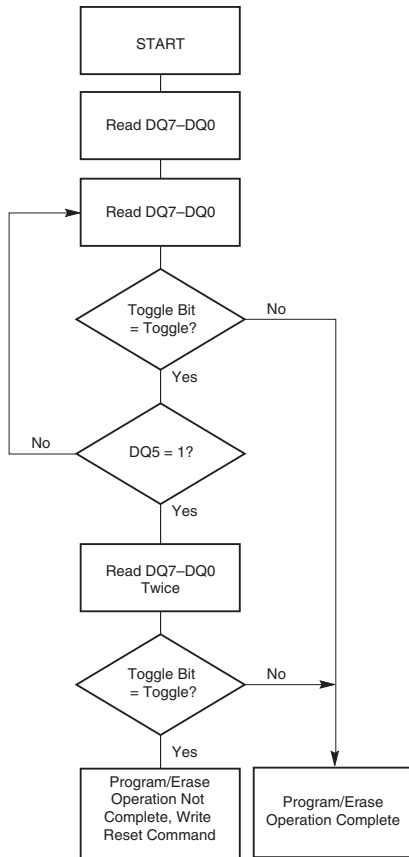 START
Read DQ7–DQ0
Read DQ7–DQ0
Toggle Bit
= Toggle?
No
Yes
No
DQ5 = 1?
Yes
Read DQ7–DQ0
Twice
Toggle Bit
= Toggle?
No
Yes
Program/Erase
Operation Not
Complete, Write
Reset Command
Program/Erase
Operation Complete